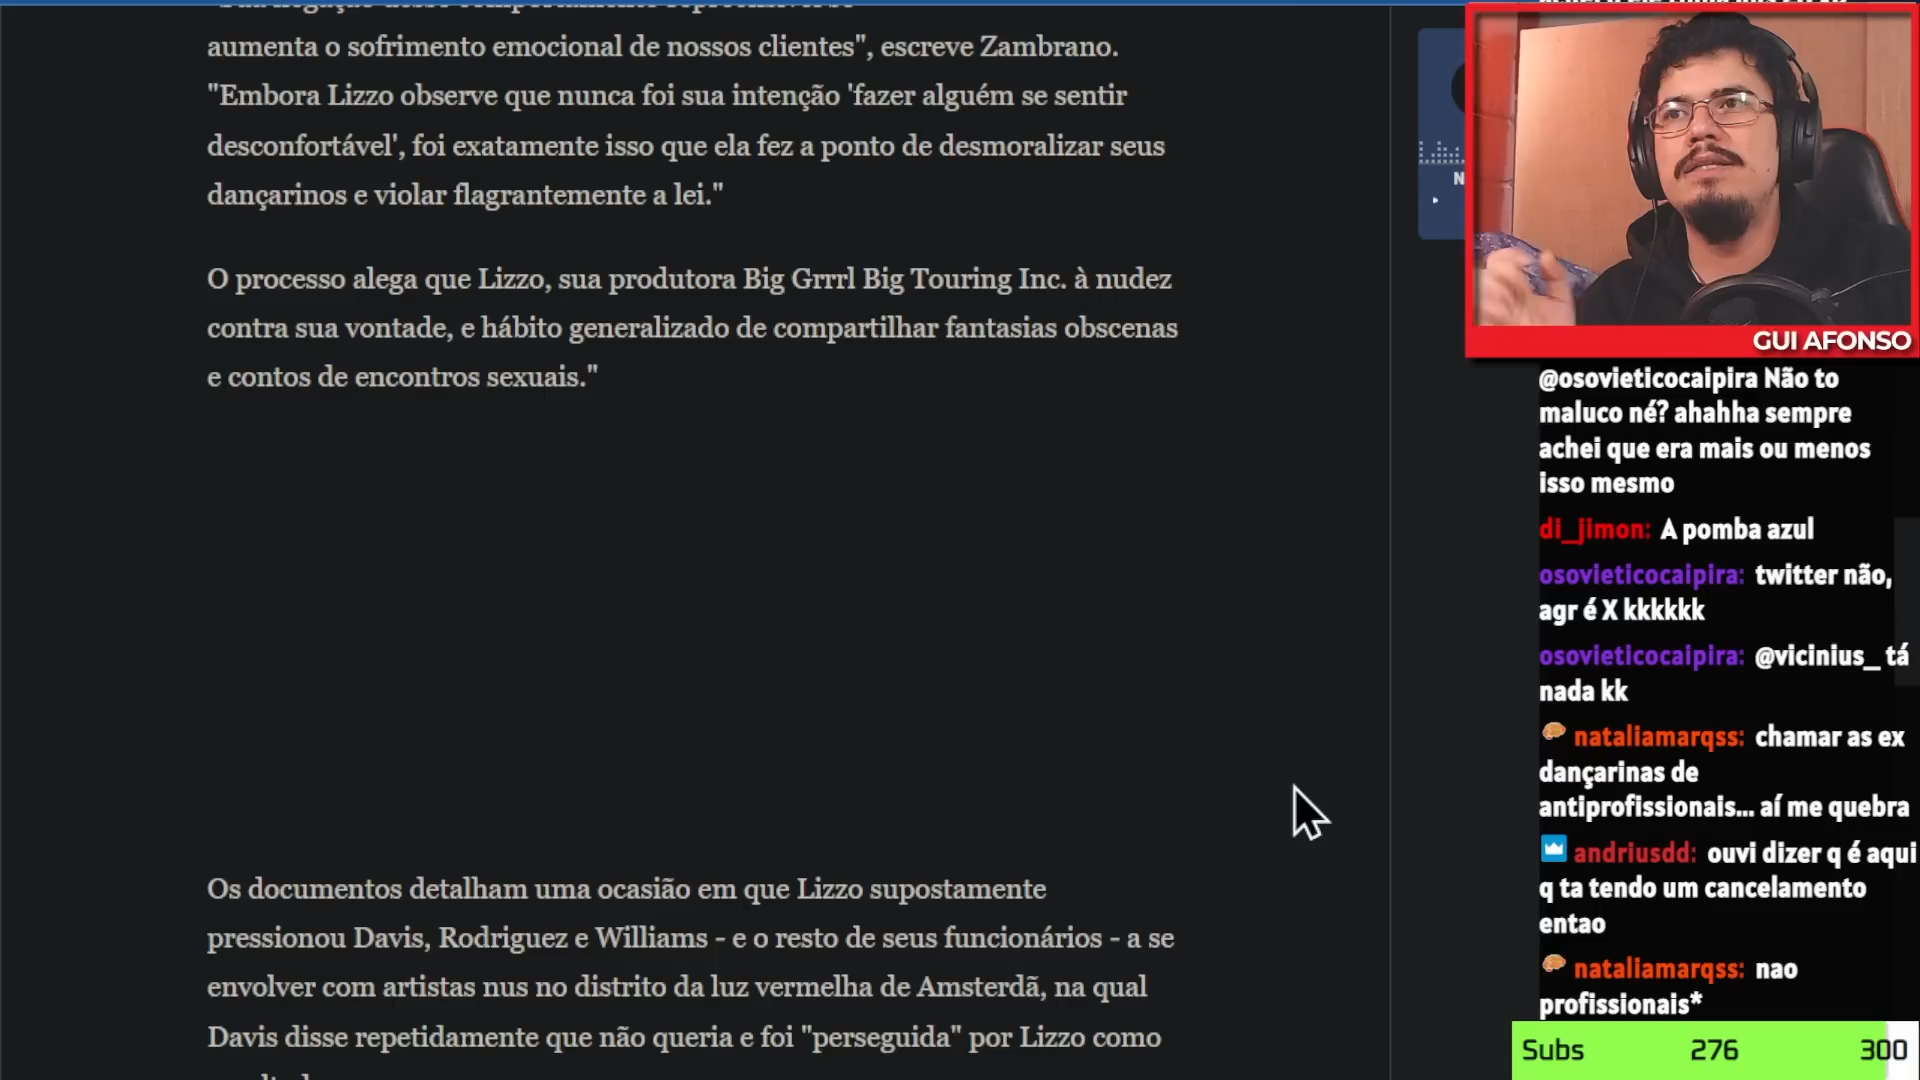 aumenta o sofrimento emocional de nossos clientes", escreve Zambrano.
"Embora Lizzo observe que nunca foi sua intenção 'fazer alguém se sentir
desconfortável', foi exatamente isso que ela fez a ponto de desmoralizar seus
dançarinos e violar flagrantemente a lei."
O processo alega que Lizzo, sua produtora Big Grrrl Big Touring Inc. à nudez
contra sua vontade, e hábito generalizado de compartilhar fantasias obscenas
e contos de encontros sexuais."
Os documentos detalham uma ocasião em que Lizzo supostamente
pressionou Davis, Rodriguez e Williams - e o resto de seus funcionários - a se
envolver com artistas nus no distrito da luz vermelha de Amsterdã, na qual
Davis disse repetidamente que não queria e foi "perseguida" por Lizzo como
N
GUI AFONSO
@osovieticocaipira Não to
maluco né? ahahha sempre
achei que era mais ou menos
isso mesmo
di_jimon: A pomba azul
osovieticocaipira: twitter não,
agr é X kkkkkk
osovieticocaipira: @vicinius_ tá
nada kk
nataliamarqss: chamar as ex
dançarinas de
antiprofissionais... aí me quebra
andriusdd: ouvi dizer q é aqui
q ta tendo um cancelamento
entao
nataliamarqss: nao
profissionais*
Subs 276 300